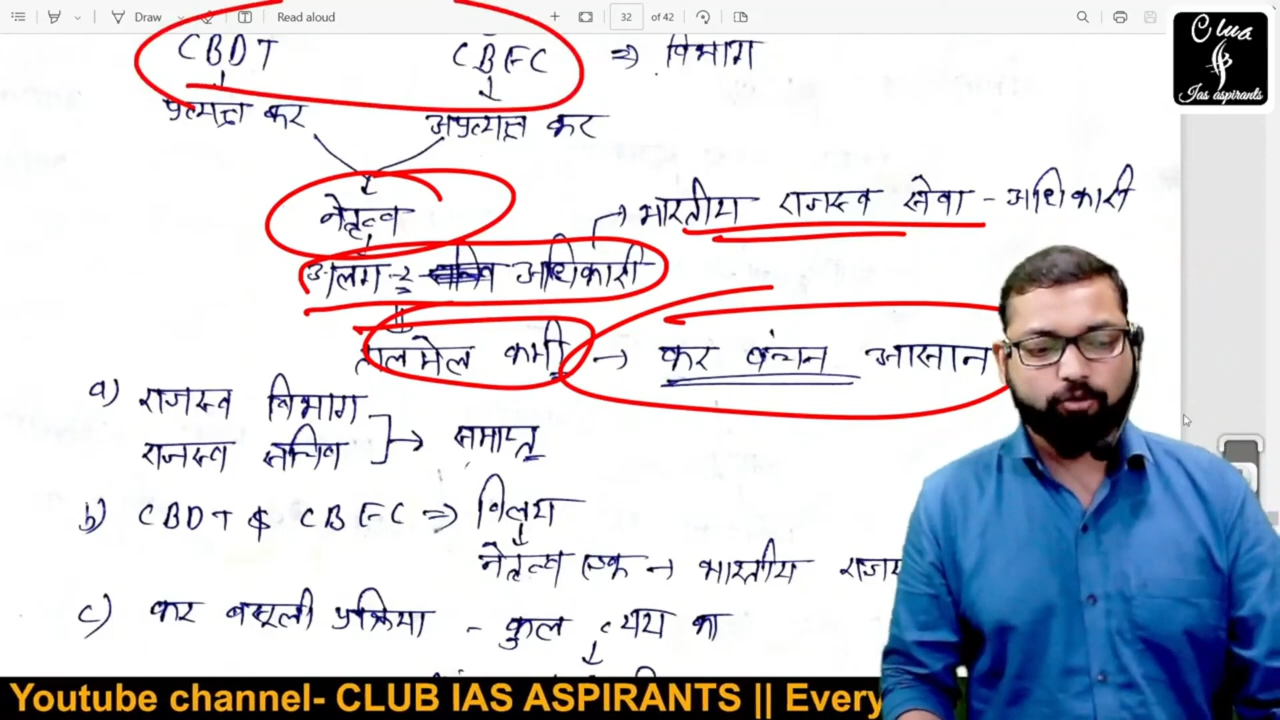 Draw
Read aloud
32 of 42
Clua
Ias aspirants
CBDT CBEC ⇒ विभाग
प्रत्यक्ष कर अप्रत्यक्ष कर
नेतृत्व → भारतीय राजस्व सेवा - अधिकारी
अलग-2 अधिकारी
तालमेल कमी → कर वंचन आसान
a) राजस्व विभाग
राजस्व सचिव → समाप्त
b) CBDT & CBEC ⇒ विलय
नेतृत्व एक → भारतीय राजस
c) कर वसूली प्रक्रिया - कुल व्यय का
Youtube channel- CLUB IAS ASPIRANTS || Every